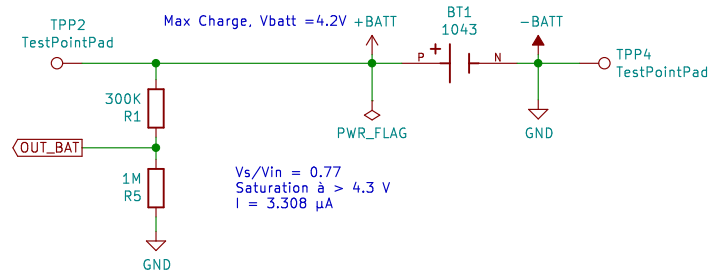 Max Charge, Vbatt =4.2V
+BATT
BT1
1043
-BATT
TPP2
TestPointPad
+
P
N
TPP4
TestPointPad
300K
R1
PWR_FLAG
GND
OUT_BAT
1M
R5
Vs/Vin = 0.77
Saturation à > 4.3 V
I = 3.308 µA
GND